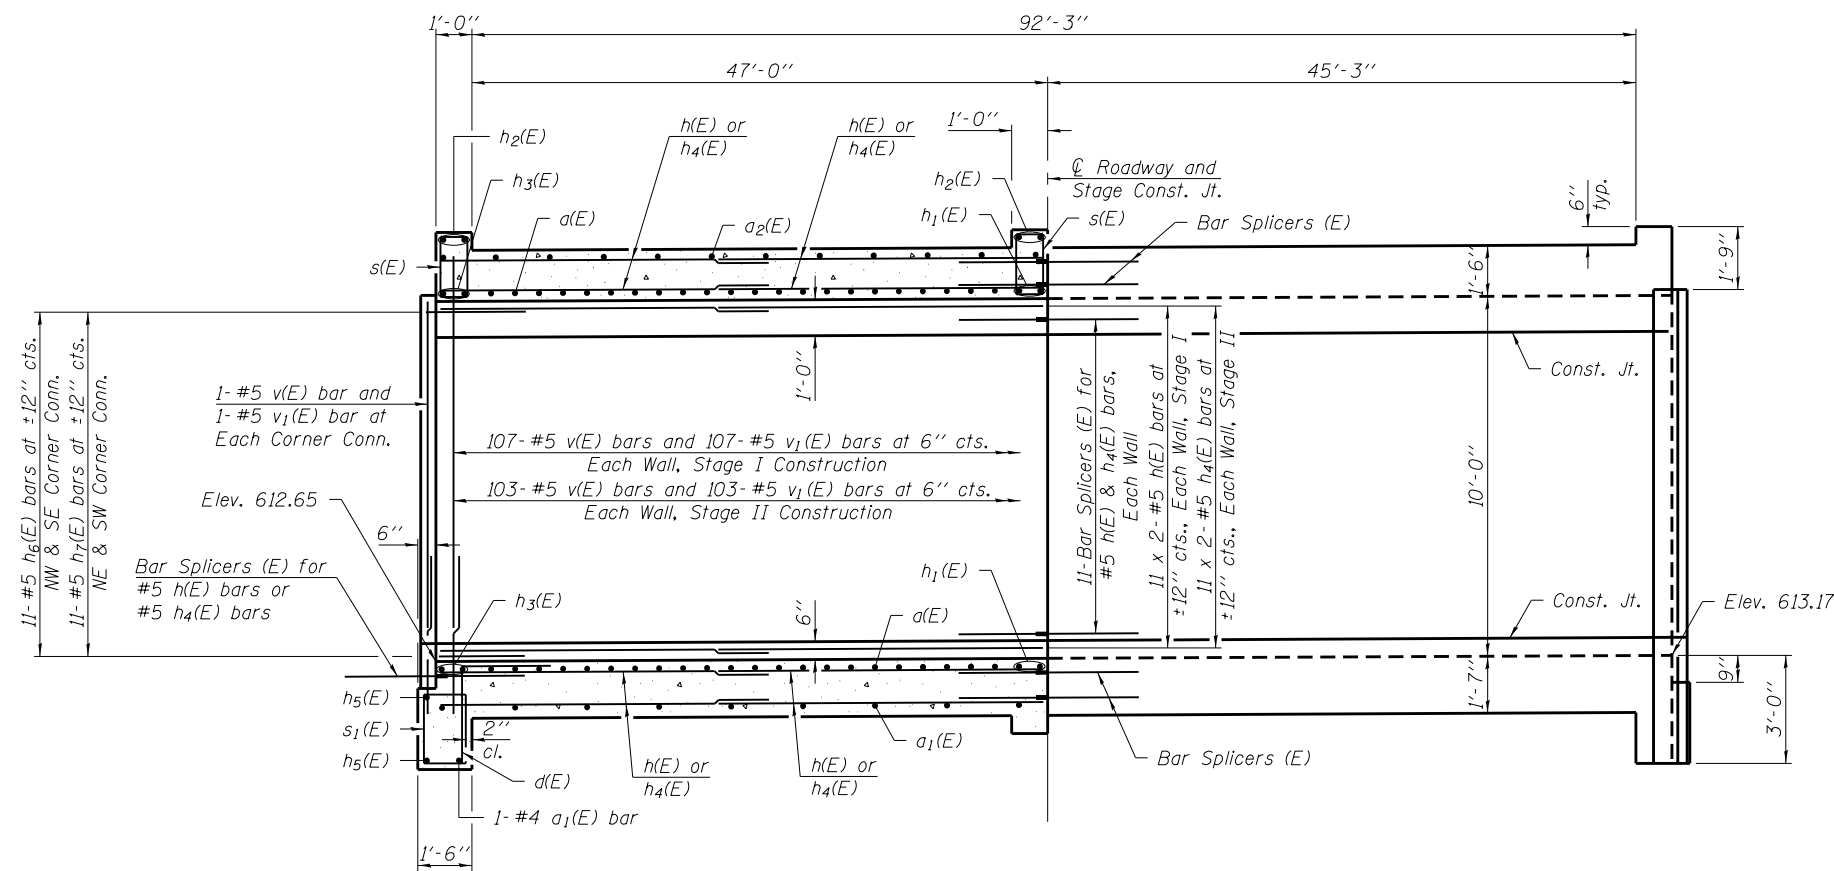 1'-0"
92'-3"
47'-0"
45'-3"
h2(E)
h3(E)
a(E)
h(E) or
h4(E)
a2(E)
h(E) or
h4(E)
1'-0"
h2(E)
h1(E)
℄ Roadway and
Stage Const. Jt.
s(E)
Bar Splicers (E)
6"
typ.
1'-9"
1'-6"
s(E)
11-#5 h6(E) bars at ±12" cts.
NW & SE Corner Conn.
11-#5 h7(E) bars at ±12" cts.
NE & SW Corner Conn.
1-#5 v(E) bar and
1-#5 v1(E) bar at
Each Corner Conn.
1'-0"
107-#5 v(E) bars and 107-#5 v1(E) bars at 6" cts.
Each Wall, Stage I Construction
103-#5 v(E) bars and 103-#5 v1(E) bars at 6" cts.
Each Wall, Stage II Construction
11-Bar Splicers (E) for
#5 h(E) & h4(E) bars,
Each Wall
11 x 2-#5 h(E) bars at
±12" cts., Each Wall, Stage I
11 x 2-#5 h4(E) bars at
±12" cts., Each Wall, Stage II
Const. Jt.
10'-0"
Elev. 612.65
6"
Bar Splicers (E) for
#5 h(E) bars or
#5 h4(E) bars
h3(E)
6"
a(E)
h1(E)
Const. Jt.
Elev. 613.17
9"
3'-0"
1'-7"
h5(E)
s1(E)
h5(E)
2"
cl.
d(E)
1-#4 a1(E) bar
1'-6"
h(E) or
h4(E)
h(E) or
h4(E)
a1(E)
Bar Splicers (E)